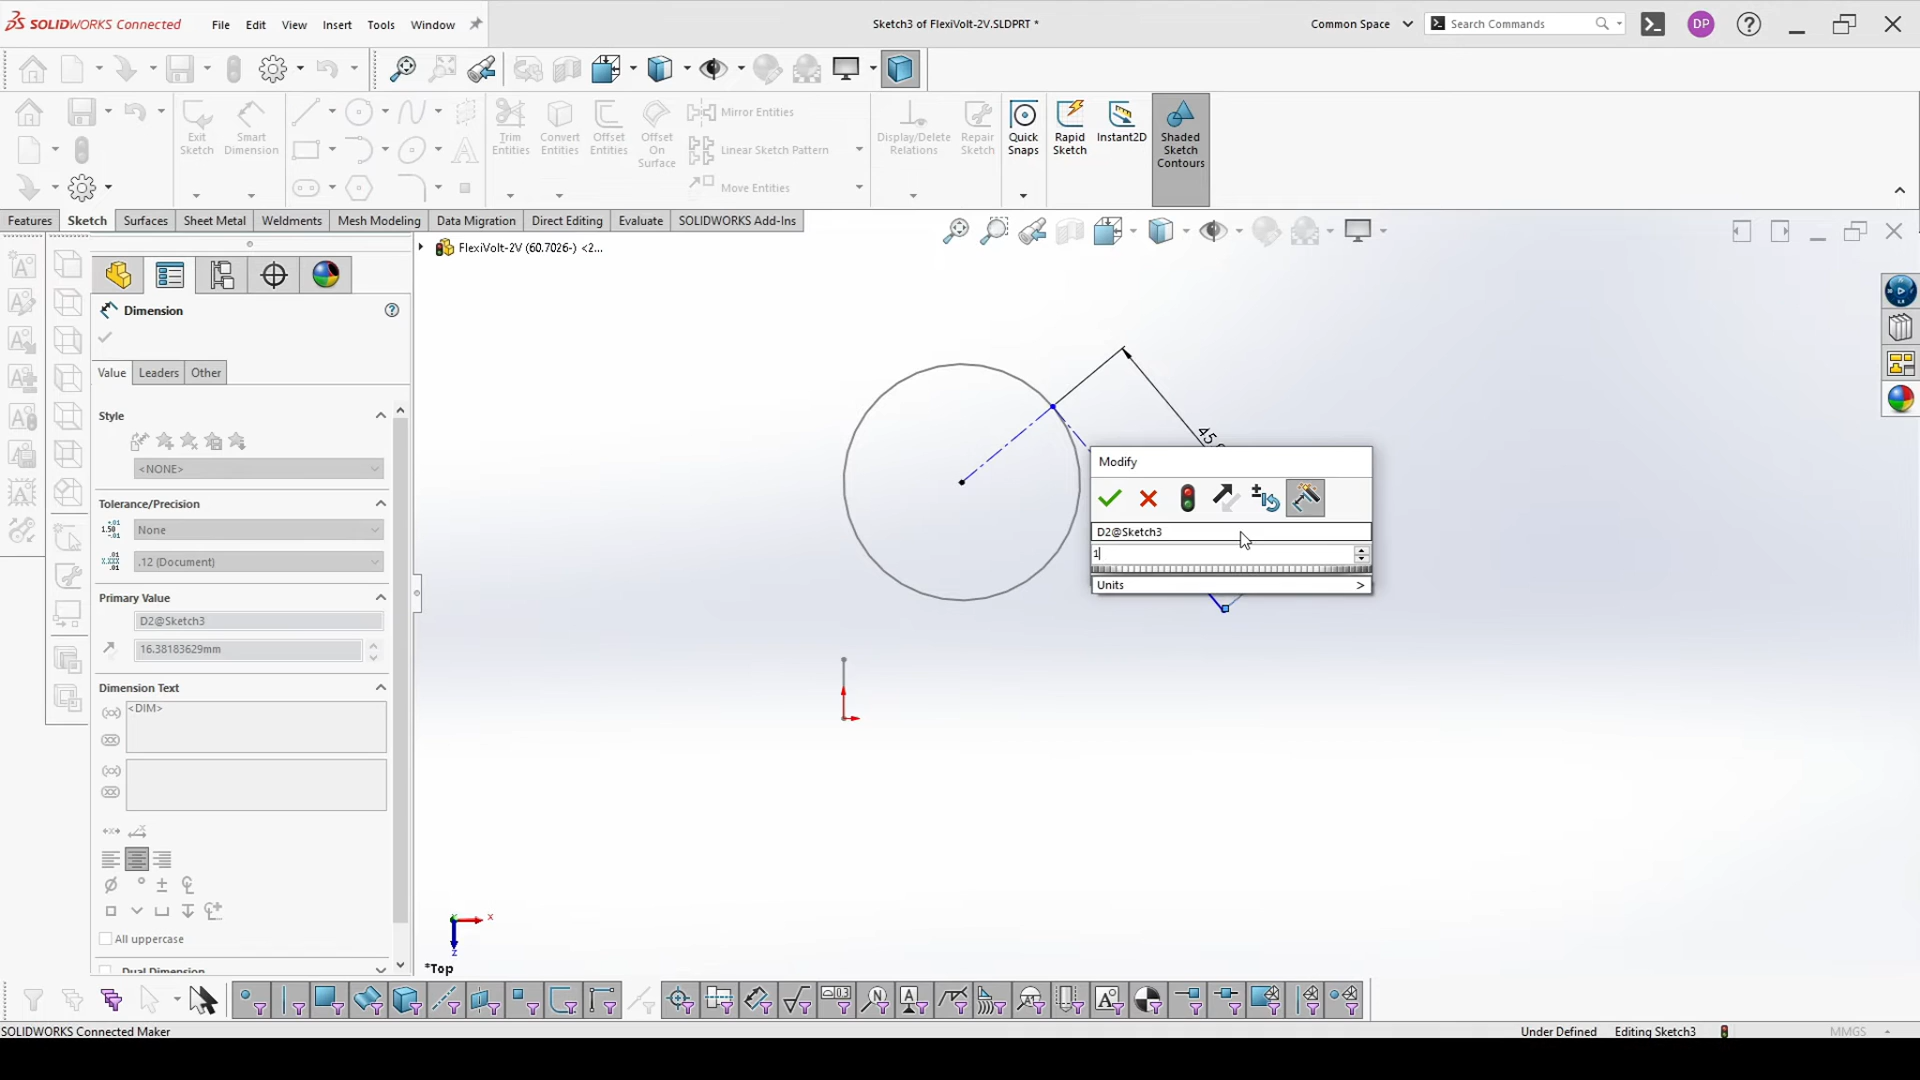 SOLIDWORKS Connected
File Edit View Insert Tools Window
Sketch3 of FlexiVolt-2V.SLDPRT *
Common Space
Search Commands
DP
Exit Sketch
Smart Dimension
Trim Entities
Convert Entities
Offset Entities
Offset On Surface
Mirror Entities
Linear Sketch Pattern
Move Entities
Display/Delete Relations
Repair Sketch
Quick Snaps
Rapid Sketch
Instant2D
Shaded Sketch Contours
Features Sketch Surfaces Sheet Metal Weldments Mesh Modeling Data Migration Direct Editing Evaluate SOLIDWORKS Add-Ins
FlexiVolt-2V (60.7026-) <2...
Dimension
Value Leaders Other
Style
<NONE>
Tolerance/Precision
None
.12 (Document)
Primary Value
D2@Sketch3
16.38183629mm
Dimension Text
<DIM>
All uppercase
Dual Dimension
Modify
D2@Sketch3
1
Units >
x
z
*Top
SOLIDWORKS Connected Maker
Under Defined
Editing Sketch3
MMGS